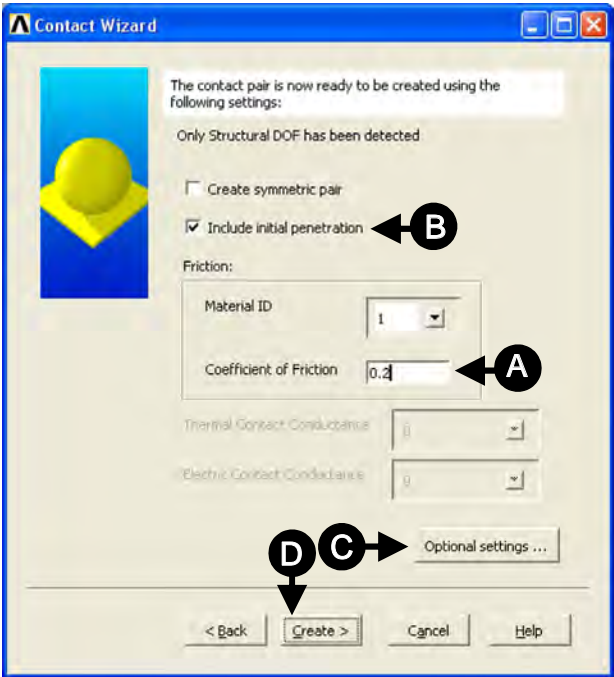 Contact Wizard
The contact pair is now ready to be created using the
following settings:
Only Structural DOF has been detected
Create symmetric pair
Include initial penetration
B
Friction:
Material ID
1
Coefficient of Friction
0.2
A
Thermal Contact Conductance
0
Electric Contact Conductance
0
D
C
Optional settings ...
< Back
Create >
Cancel
Help